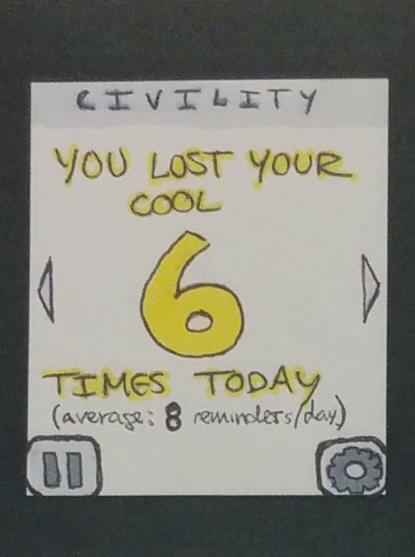 CIVILITY
YOU LOST YOUR
COOL
6
TIMES TODAY
(average: 8 reminders/day)